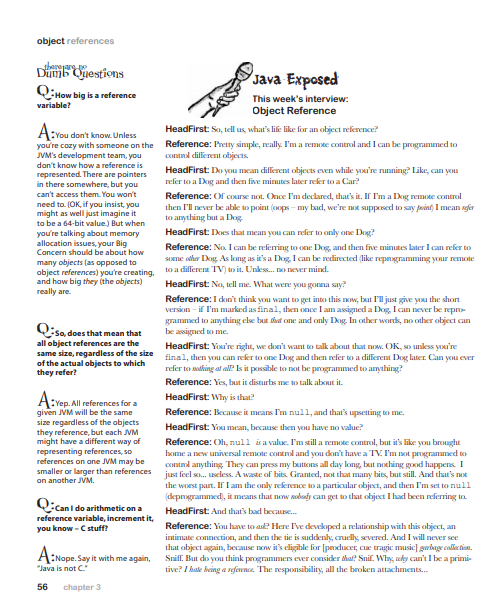 object references
there are no
Dumb Questions
Q: How big is a reference
variable?
A: You don't know. Unless
you're cozy with someone on the
JVM's development team, you
don't know how a reference is
represented. There are pointers
in there somewhere, but you
can't access them. You won't
need to. (OK, if you insist, you
might as well just imagine it
to be a 64-bit value.) But when
you're talking about memory
allocation issues, your Big
Concern should be about how
many objects (as opposed to
object references) you're creating,
and how big they (the objects)
really are.
Q: So, does that mean that
all object references are the
same size, regardless of the size
of the actual objects to which
they refer?
A: Yep. All references for a
given JVM will be the same
size regardless of the objects
they reference, but each JVM
might have a different way of
representing references, so
references on one JVM may be
smaller or larger than references
on another JVM.
Q: Can I do arithmetic on a
reference variable, increment it,
you know – C stuff?
A: Nope. Say it with me again,
"Java is not C."
Java Exposed
This week's interview:
Object Reference
HeadFirst: So, tell us, what's life like for an object reference?
Reference: Pretty simple, really. I'm a remote control and I can be programmed to
control different objects.
HeadFirst: Do you mean different objects even while you're running? Like, can you
refer to a Dog and then five minutes later refer to a Car?
Reference: Of course not. Once I'm declared, that's it. If I'm a Dog remote control
then I'll never be able to point (oops – my bad, we're not supposed to say point) I mean refer
to anything but a Dog.
HeadFirst: Does that mean you can refer to only one Dog?
Reference: No. I can be referring to one Dog, and then five minutes later I can refer to
some other Dog. As long as it's a Dog, I can be redirected (like reprogramming your remote
to a different TV) to it. Unless... no never mind.
HeadFirst: No, tell me. What were you gonna say?
Reference: I don't think you want to get into this now, but I'll just give you the short
version – if I'm marked as final, then once I am assigned a Dog, I can never be repro-
grammed to anything else but that one and only Dog. In other words, no other object can
be assigned to me.
HeadFirst: You're right, we don't want to talk about that now. OK, so unless you're
final, then you can refer to one Dog and then refer to a different Dog later. Can you ever
refer to nothing at all? Is it possible to not be programmed to anything?
Reference: Yes, but it disturbs me to talk about it.
HeadFirst: Why is that?
Reference: Because it means I'm null, and that's upsetting to me.
HeadFirst: You mean, because then you have no value?
Reference: Oh, null is a value. I'm still a remote control, but it's like you brought
home a new universal remote control and you don't have a TV. I'm not programmed to
control anything. They can press my buttons all day long, but nothing good happens. I
just feel so... useless. A waste of bits. Granted, not that many bits, but still. And that's not
the worst part. If I am the only reference to a particular object, and then I'm set to null
(deprogrammed), it means that now nobody can get to that object I had been referring to.
HeadFirst: And that's bad because...
Reference: You have to ask? Here I've developed a relationship with this object, an
intimate connection, and then the tie is suddenly, cruelly, severed. And I will never see
that object again, because now it's eligible for [producer, cue tragic music] garbage collection.
Sniff. But do you think programmers ever consider that? Snif. Why, why can't I be a primi-
tive? I hate being a reference. The responsibility, all the broken attachments...
56 chapter 3